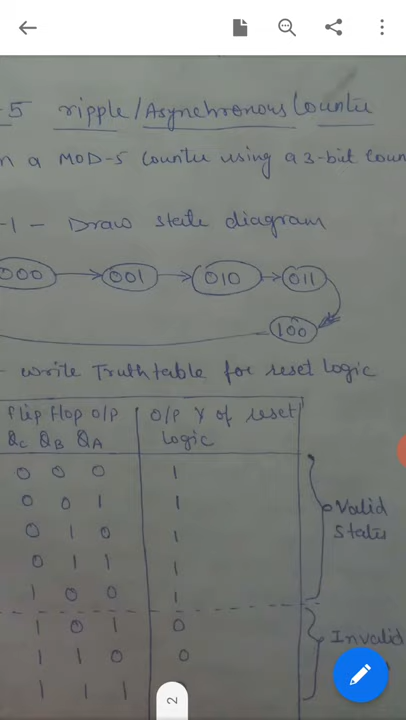 -5 ripple/Asynchronous Counter
n a MOD-5 Counter using a 3-bit Coun
-1 - Draw state diagram
000 001 010 011
100
- write Truthtable for reset logic
Flip Flop O/P O/P Y of reset
QC QB QA logic
0 0 0 1
0 0 1 1
0 1 0 1
0 1 1 1
1 0 0 1
Valid
states
1 0 1 0
1 1 0 0
1 1 1
Invalid
2